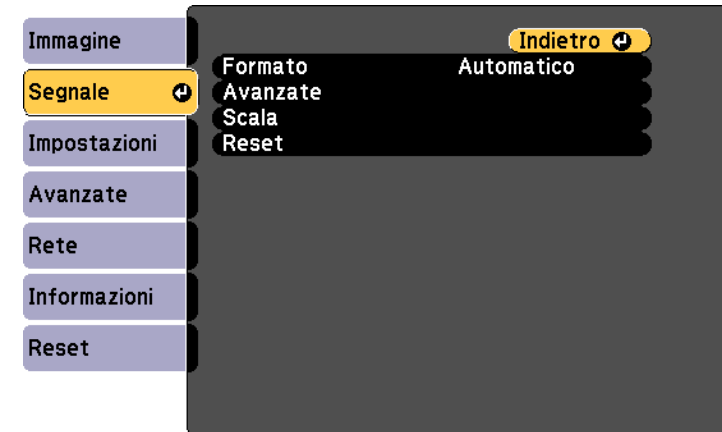 Immagine
Segnale
Impostazioni
Avanzate
Rete
Informazioni
Reset
Indietro
Formato Automatico
Avanzate
Scala
Reset